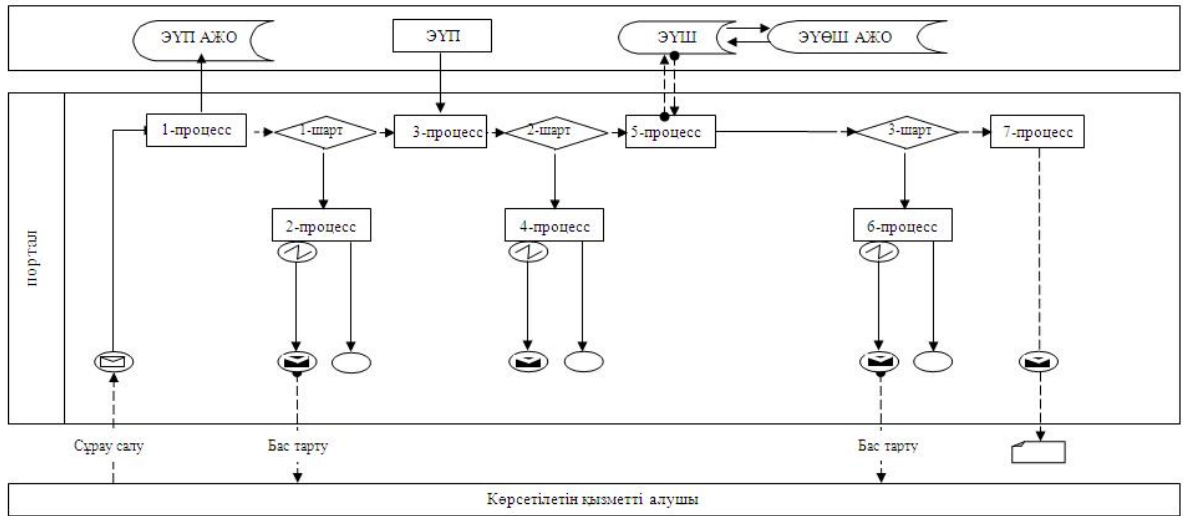 ЭҮП АЖО
ЭҮП
ЭҮШ
ЭҮӨШ АЖО
1-процесс
1-шарт
3-процесс
2-шарт
5-процесс
3-шарт
7-процесс
2-процесс
4-процесс
6-процесс
портал
Сұрау салу
Бас тарту
Бас тарту
Көрсетілетін қызметті алушы